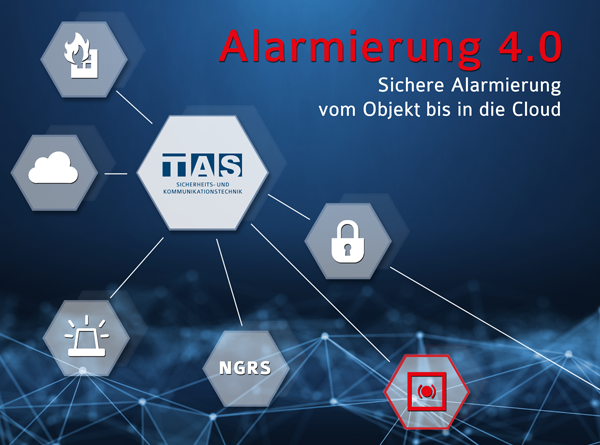 Alarmierung 4.0
Sichere Alarmierung
vom Objekt bis in die Cloud
TAS
SICHERHEITS- UND
KOMMUNIKATIONSTECHNIK
NGRS